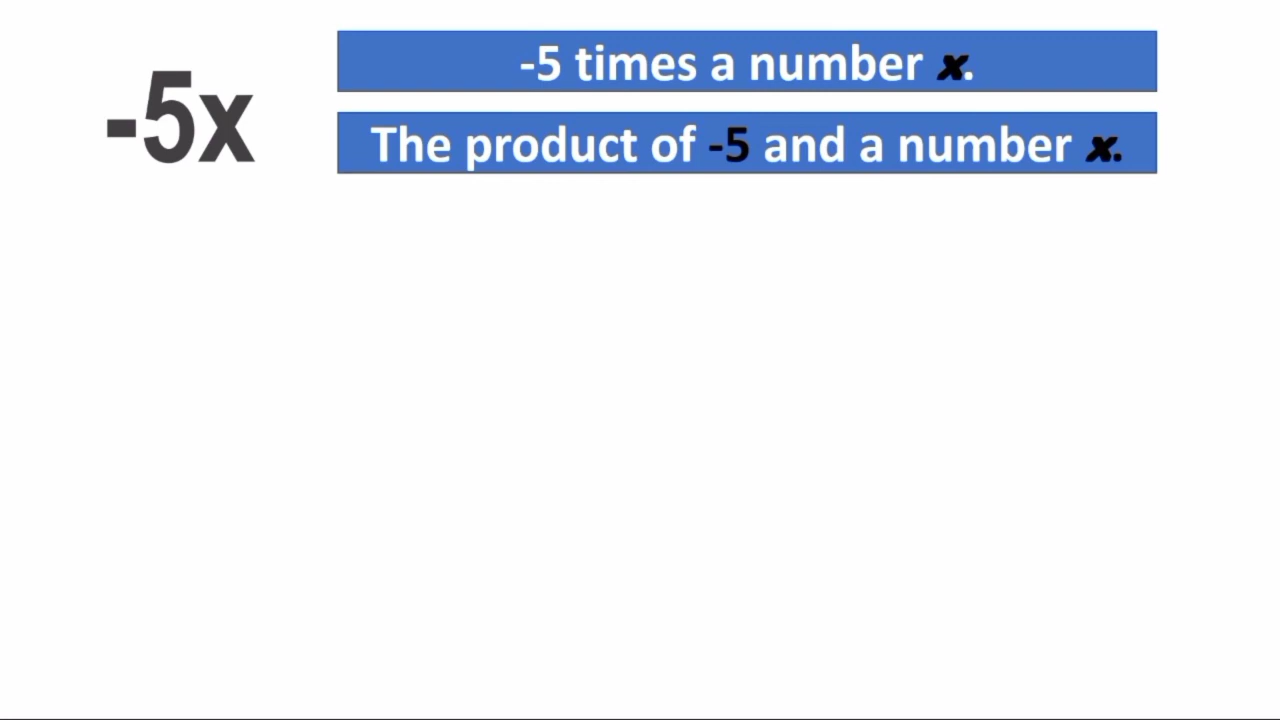 -5x
-5 times a number x.
The product of -5 and a number x.